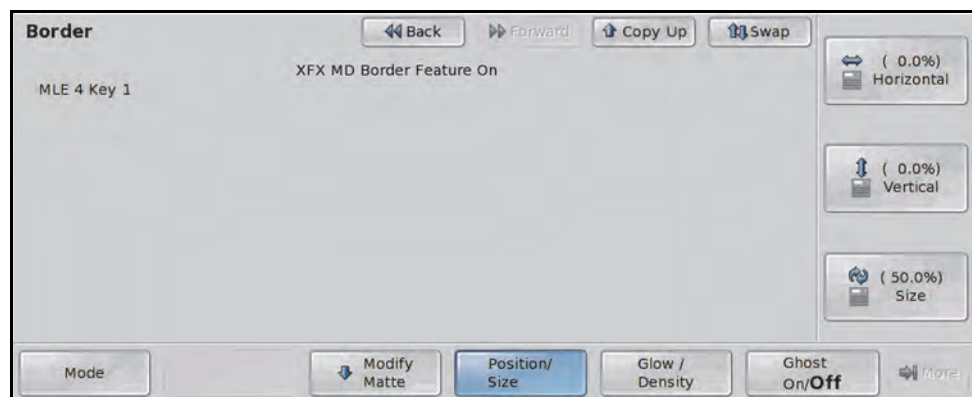 Border
Back
Forward
Copy Up
Swap
XFX MD Border Feature On
MLE 4 Key 1
( 0.0%)
Horizontal
( 0.0%)
Vertical
( 50.0%)
Size
Mode
Modify
Matte
Position/
Size
Glow /
Density
Ghost
On/Off
More